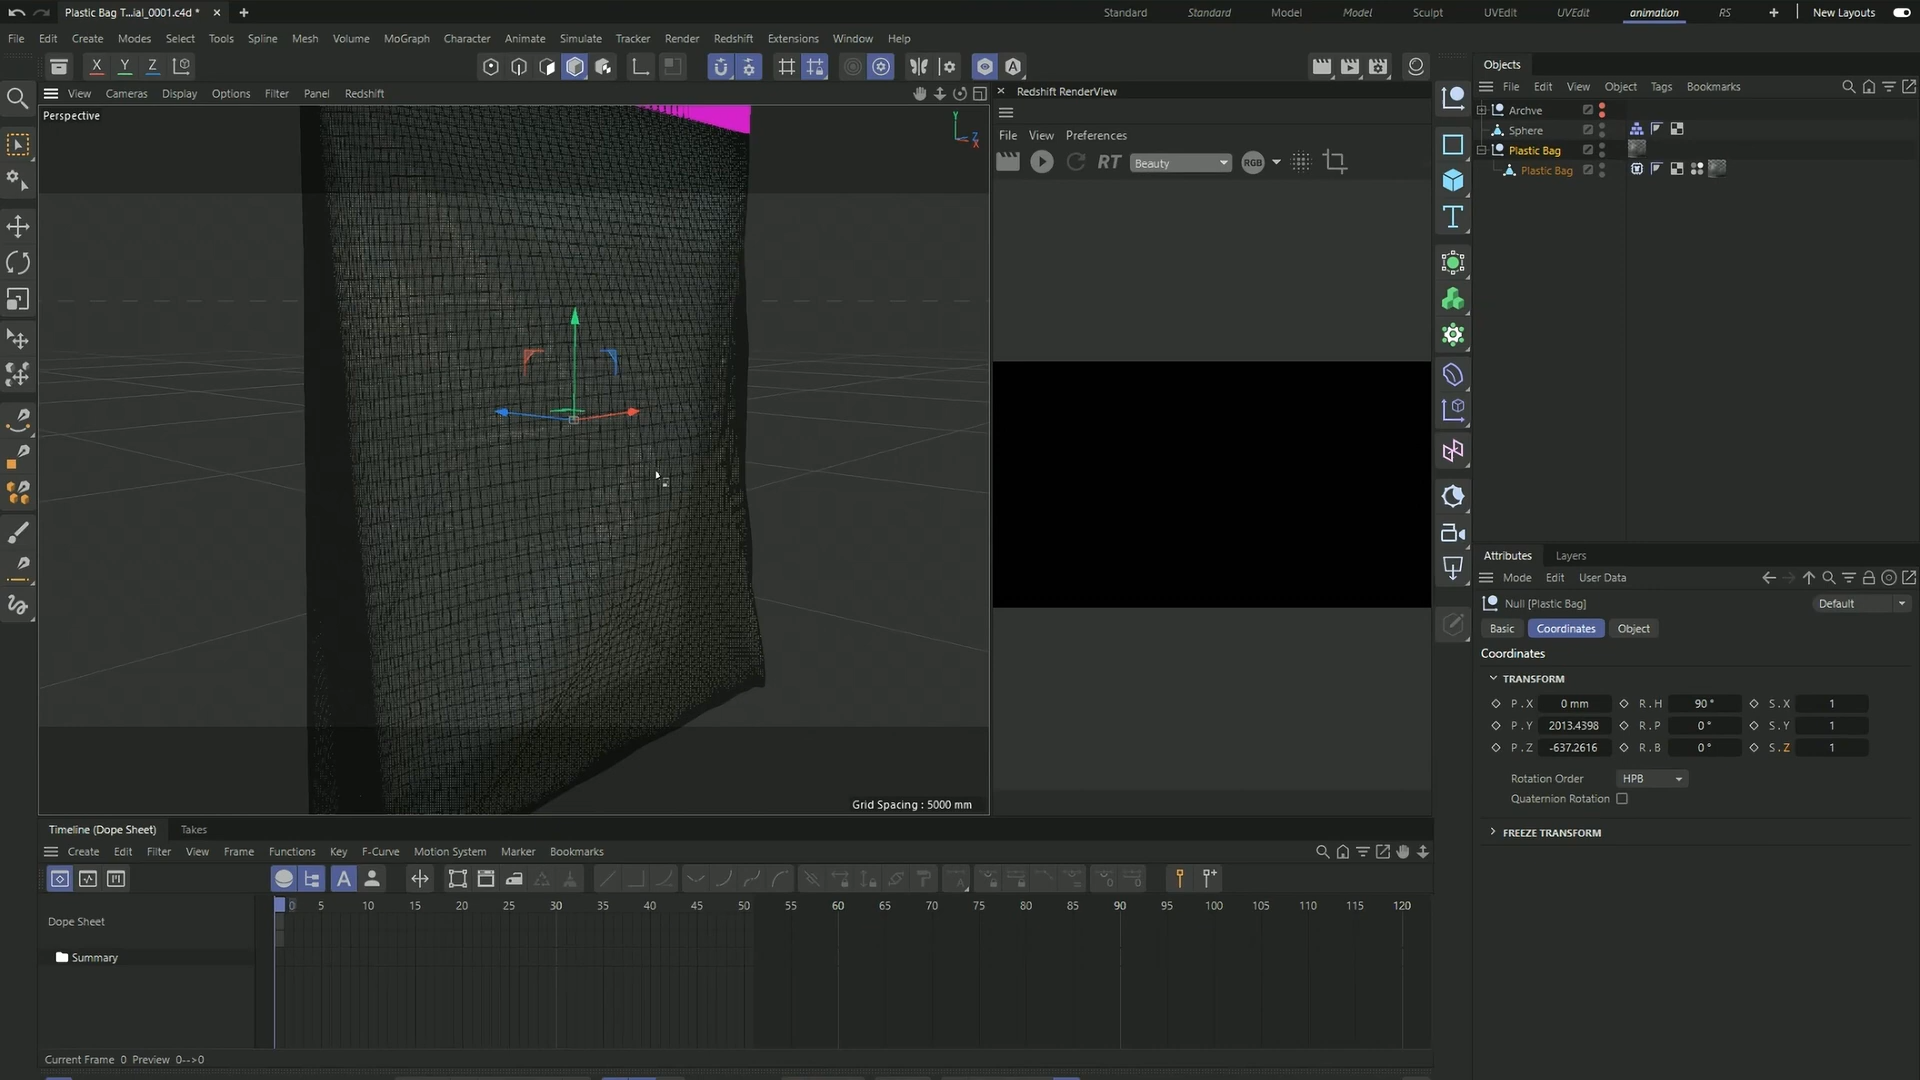 Plastic Bag T...ial_0001.c4d *
Standard Standard Model Model Sculpt UVEdit UVEdit animation RS New Layouts
File Edit Create Modes Select Tools Spline Mesh Volume MoGraph Character Animate Simulate Tracker Render Redshift Extensions Window Help
X Y Z
View Cameras Display Options Filter Panel Redshift
Perspective
Y
Z
X
Grid Spacing : 5000 mm
Redshift RenderView
File View Preferences
RT Beauty RGB
Objects
File Edit View Object Tags Bookmarks
Archve
Sphere
Plastic Bag
Plastic Bag
Attributes Layers
Mode Edit User Data
Null [Plastic Bag] Default
Basic Coordinates Object
Coordinates
TRANSFORM
P . X 0 mm R . H 90 ° S . X 1
P . Y 2013.4398 R . P 0 ° S . Y 1
P . Z -637.2616 R . B 0 ° S . Z 1
Rotation Order HPB
Quaternion Rotation
FREEZE TRANSFORM
Timeline (Dope Sheet) Takes
Create Edit Filter View Frame Functions Key F-Curve Motion System Marker Bookmarks
0 5 10 15 20 25 30 35 40 45 50 55 60 65 70 75 80 85 90 95 100 105 110 115 120
Dope Sheet
Summary
Current Frame 0 Preview 0-->0